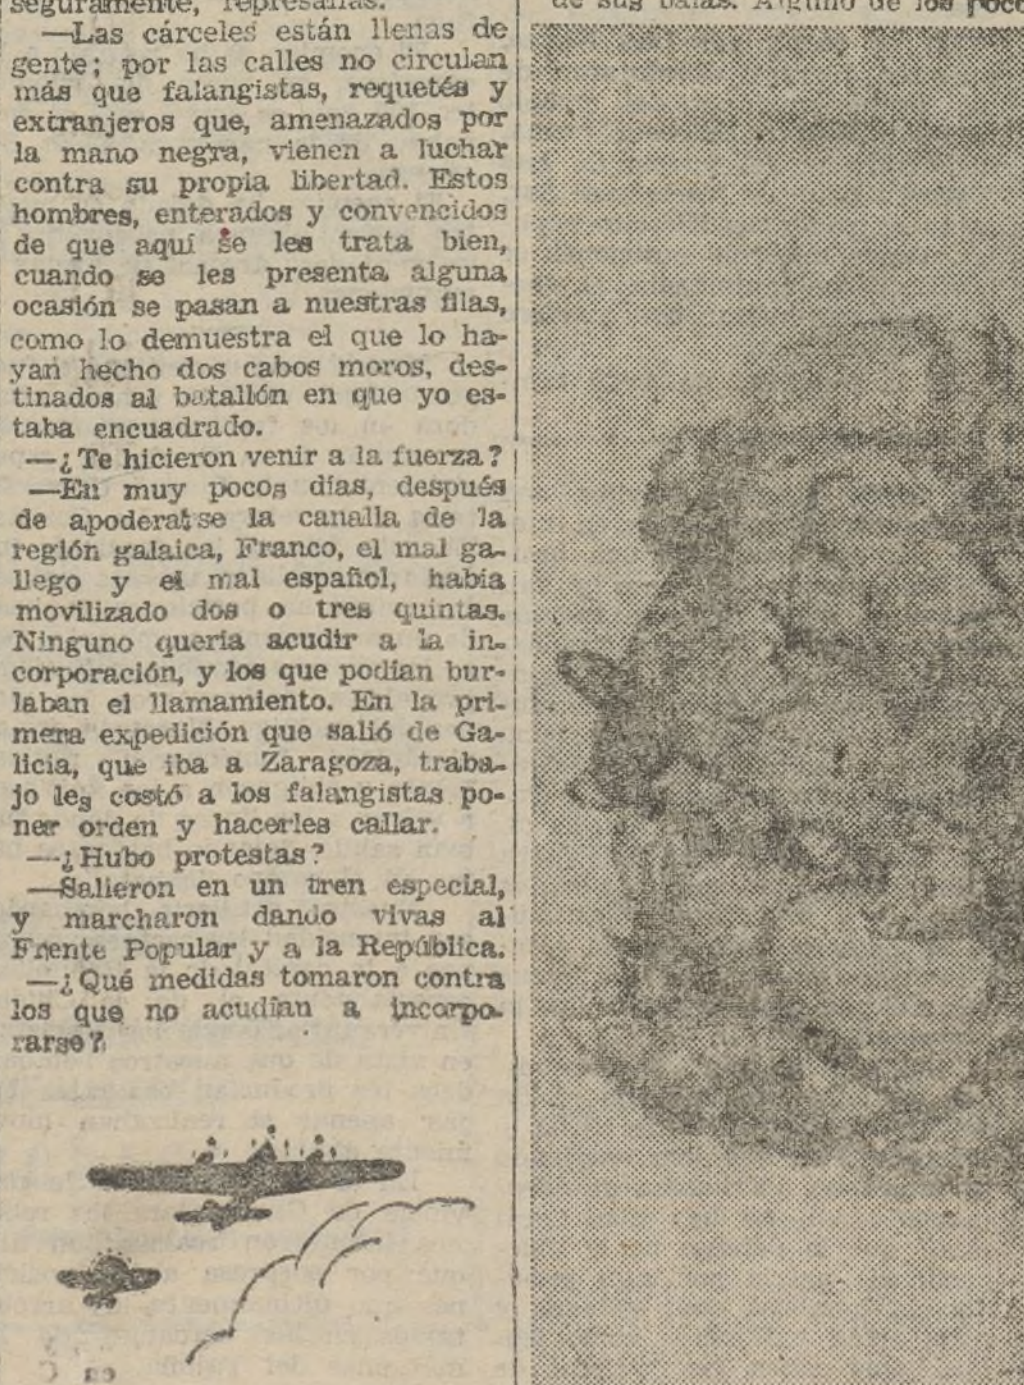 seguramente, represalias.
—Las cárceles están llenas de
gente; por las calles no circulan
más que falangistas, requetés y
extranjeros que, amenazados por
la mano negra, vienen a luchar
contra su propia libertad. Estos
hombres, enterados y convencidos
de que aquí se les trata bien,
cuando se les presenta alguna
ocasión se pasan a nuestras filas,
como lo demuestra el que lo ha-
yan hecho dos cabos moros, des-
tinados al batallón en que yo es-
taba encuadrado.
—¿Te hicieron venir a la fuerza?
—En muy pocos días, después
de apoderarse la canalla de la
región galaica, Franco, el mal ga-
llego y el mal español, había
movilizado dos o tres quintas.
Ninguno quería acudir a la in-
corporación, y los que podían bur-
laban el llamamiento. En la pri-
mera expedición que salió de Ga-
licia, que iba a Zaragoza, traba-
jo les costó a los falangistas po-
ner orden y hacerles callar.
—¿Hubo protestas?
—Salieron en un tren especial,
y marcharon dando vivas al
Frente Popular y a la República.
—¿Qué medidas tomaron contra
los que no acudían a incorpo-
rarse?
de sus balas. Alguno de los poco